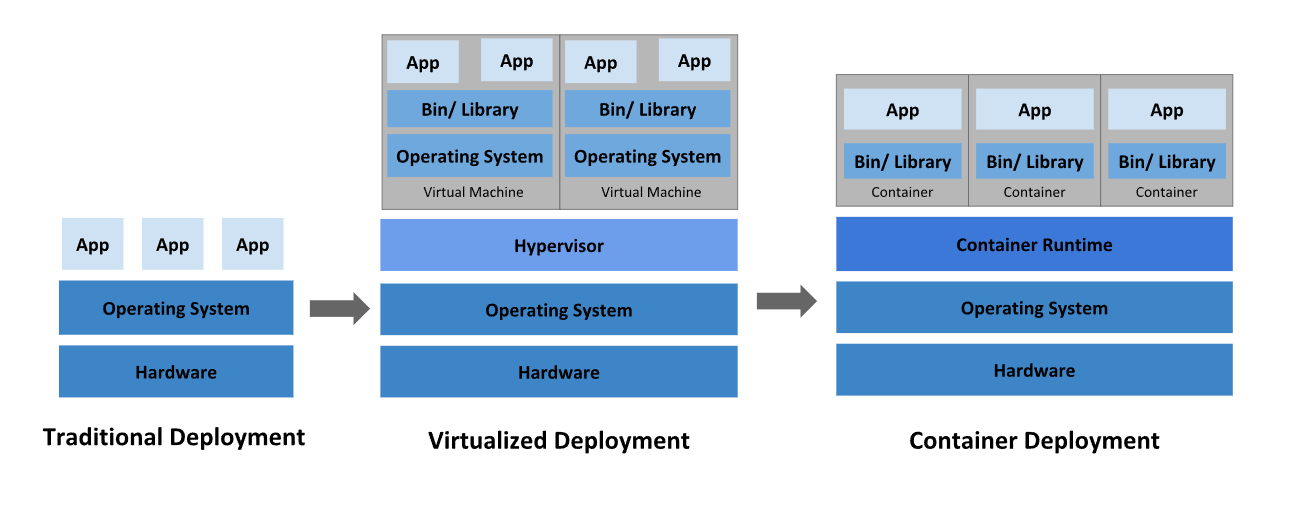 App App App
Operating System
Hardware
Traditional Deployment
App App App App
Bin/ Library Bin/ Library
Operating System Operating System
Virtual Machine Virtual Machine
Hypervisor
Operating System
Hardware
Virtualized Deployment
App App App
Bin/ Library Bin/ Library Bin/ Library
Container Container Container
Container Runtime
Operating System
Hardware
Container Deployment